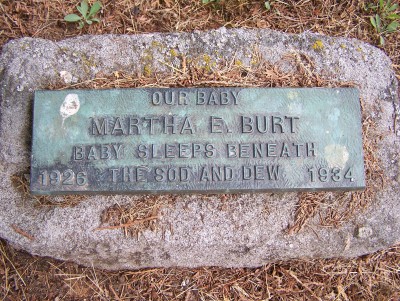 OUR BABY
MARTHA E. BURT
BABY SLEEPS BENEATH
1926 THE SOD AND DEW 1934